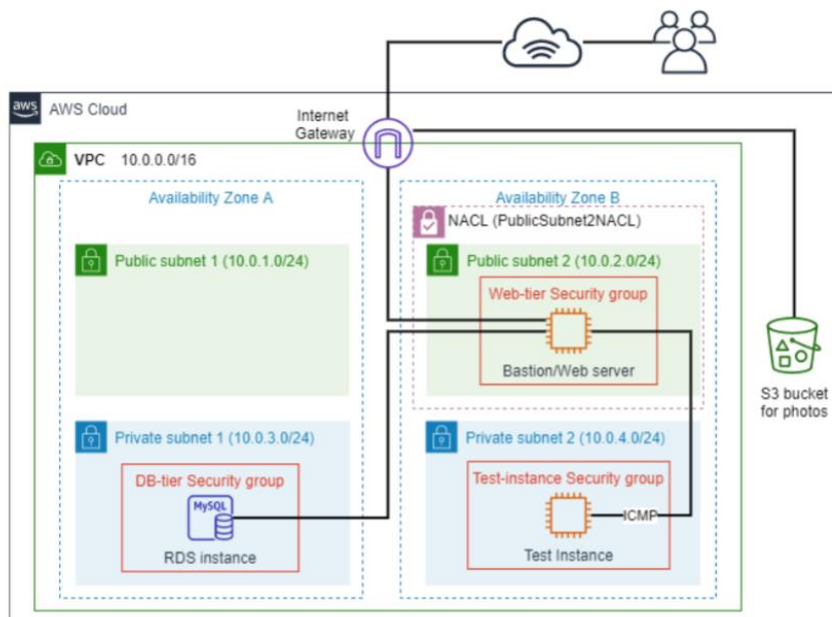 aws AWS Cloud
Internet
Gateway
VPC 10.0.0.0/16
Availability Zone A
Availability Zone B
NACL (PublicSubnet2NACL)
Public subnet 1 (10.0.1.0/24)
Public subnet 2 (10.0.2.0/24)
Web-tier Security group
Bastion/Web server
S3 bucket
for photos
Private subnet 1 (10.0.3.0/24)
Private subnet 2 (10.0.4.0/24)
DB-tier Security group
MySQL
RDS instance
Test-instance Security group
ICMP
Test Instance